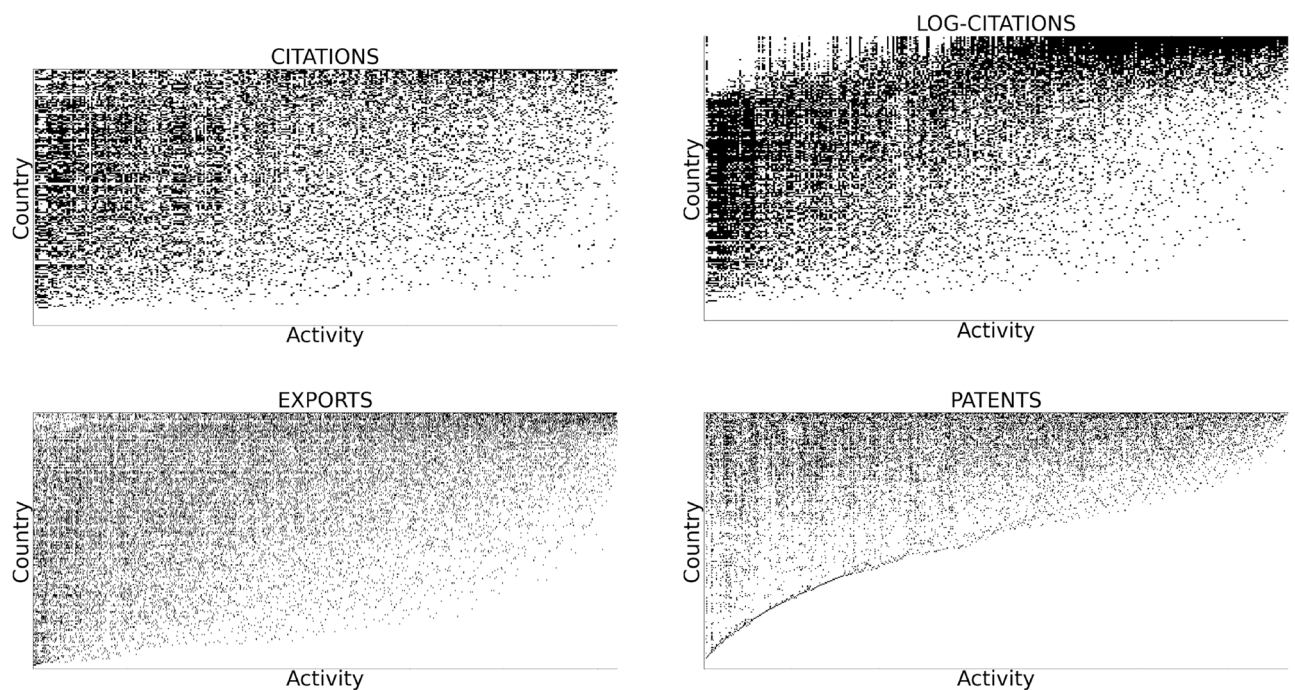 CITATIONS
Country
Activity
LOG-CITATIONS
Country
Activity
EXPORTS
Country
Activity
PATENTS
Country
Activity